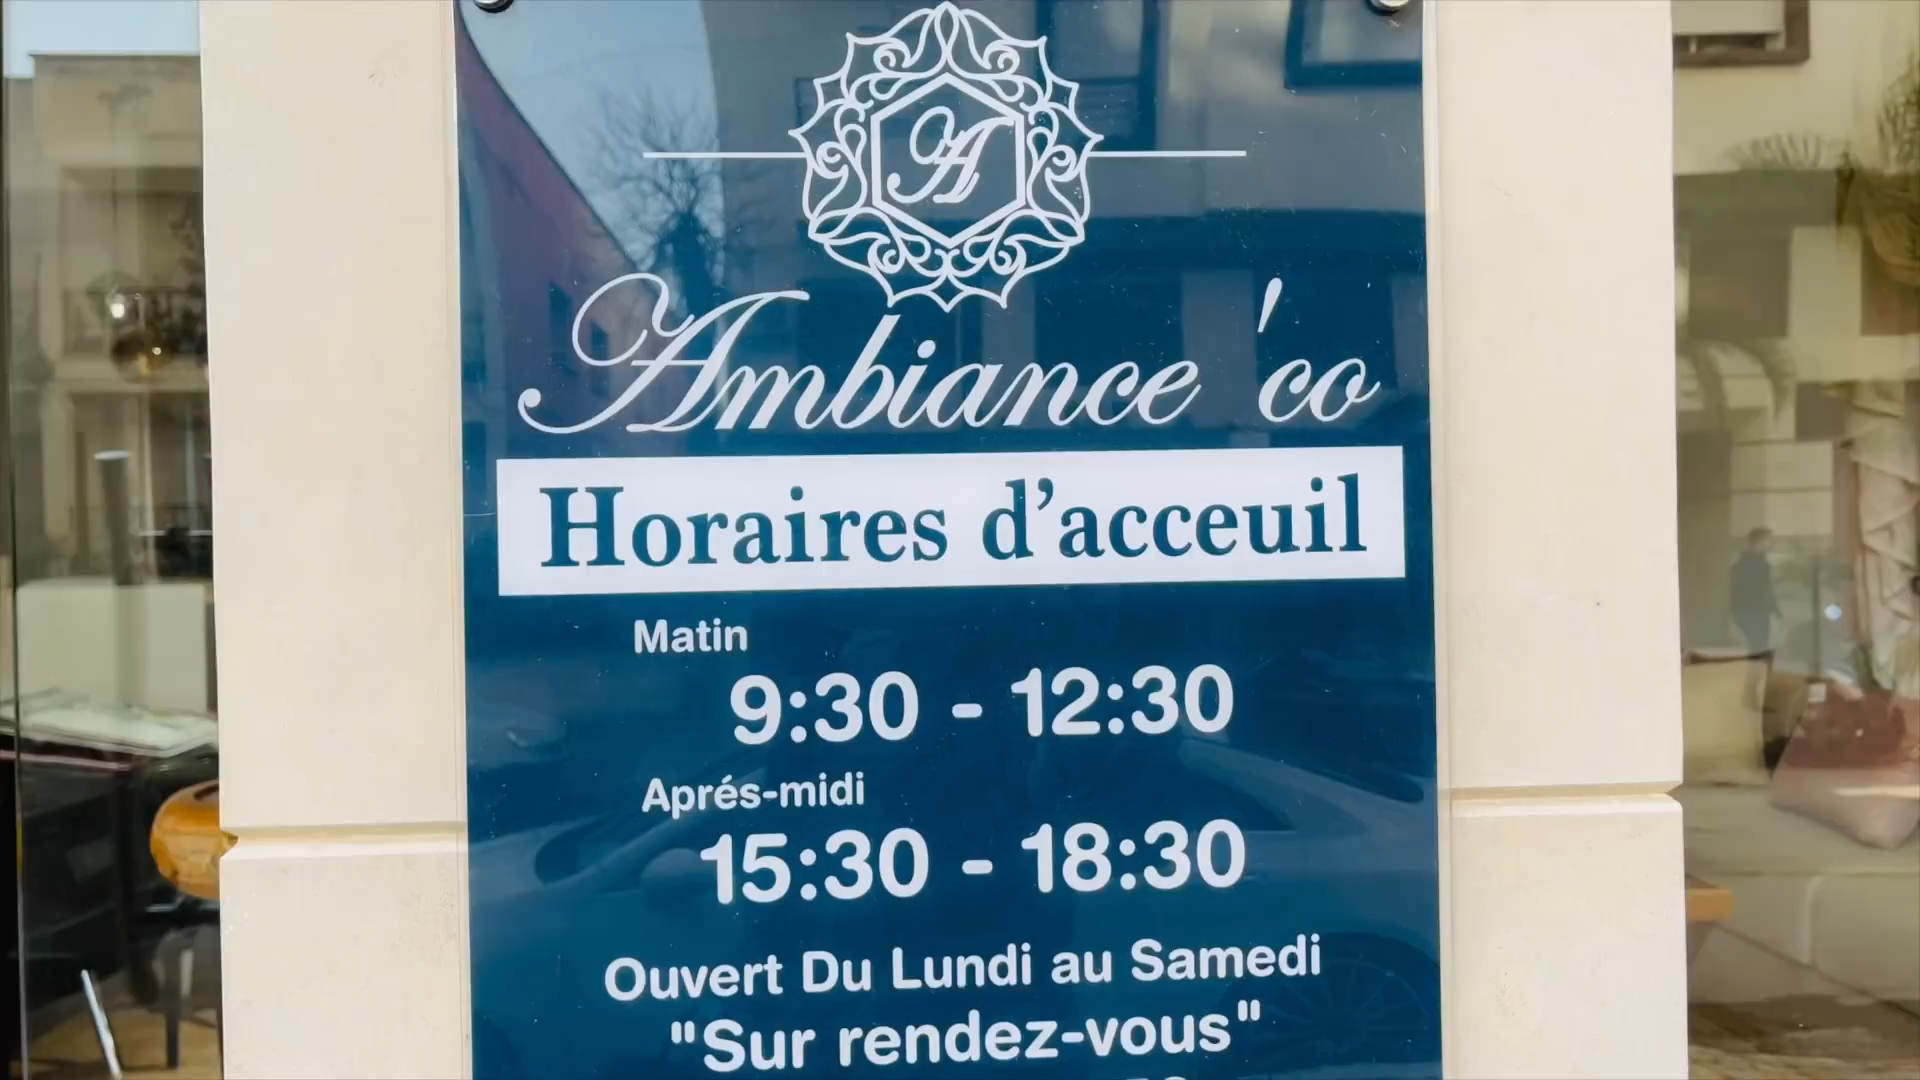 A
Ambiance 'co
Horaires d'acceuil
Matin
9:30 - 12:30
Aprés-midi
15:30 - 18:30
Ouvert Du Lundi au Samedi
"Sur rendez-vous"